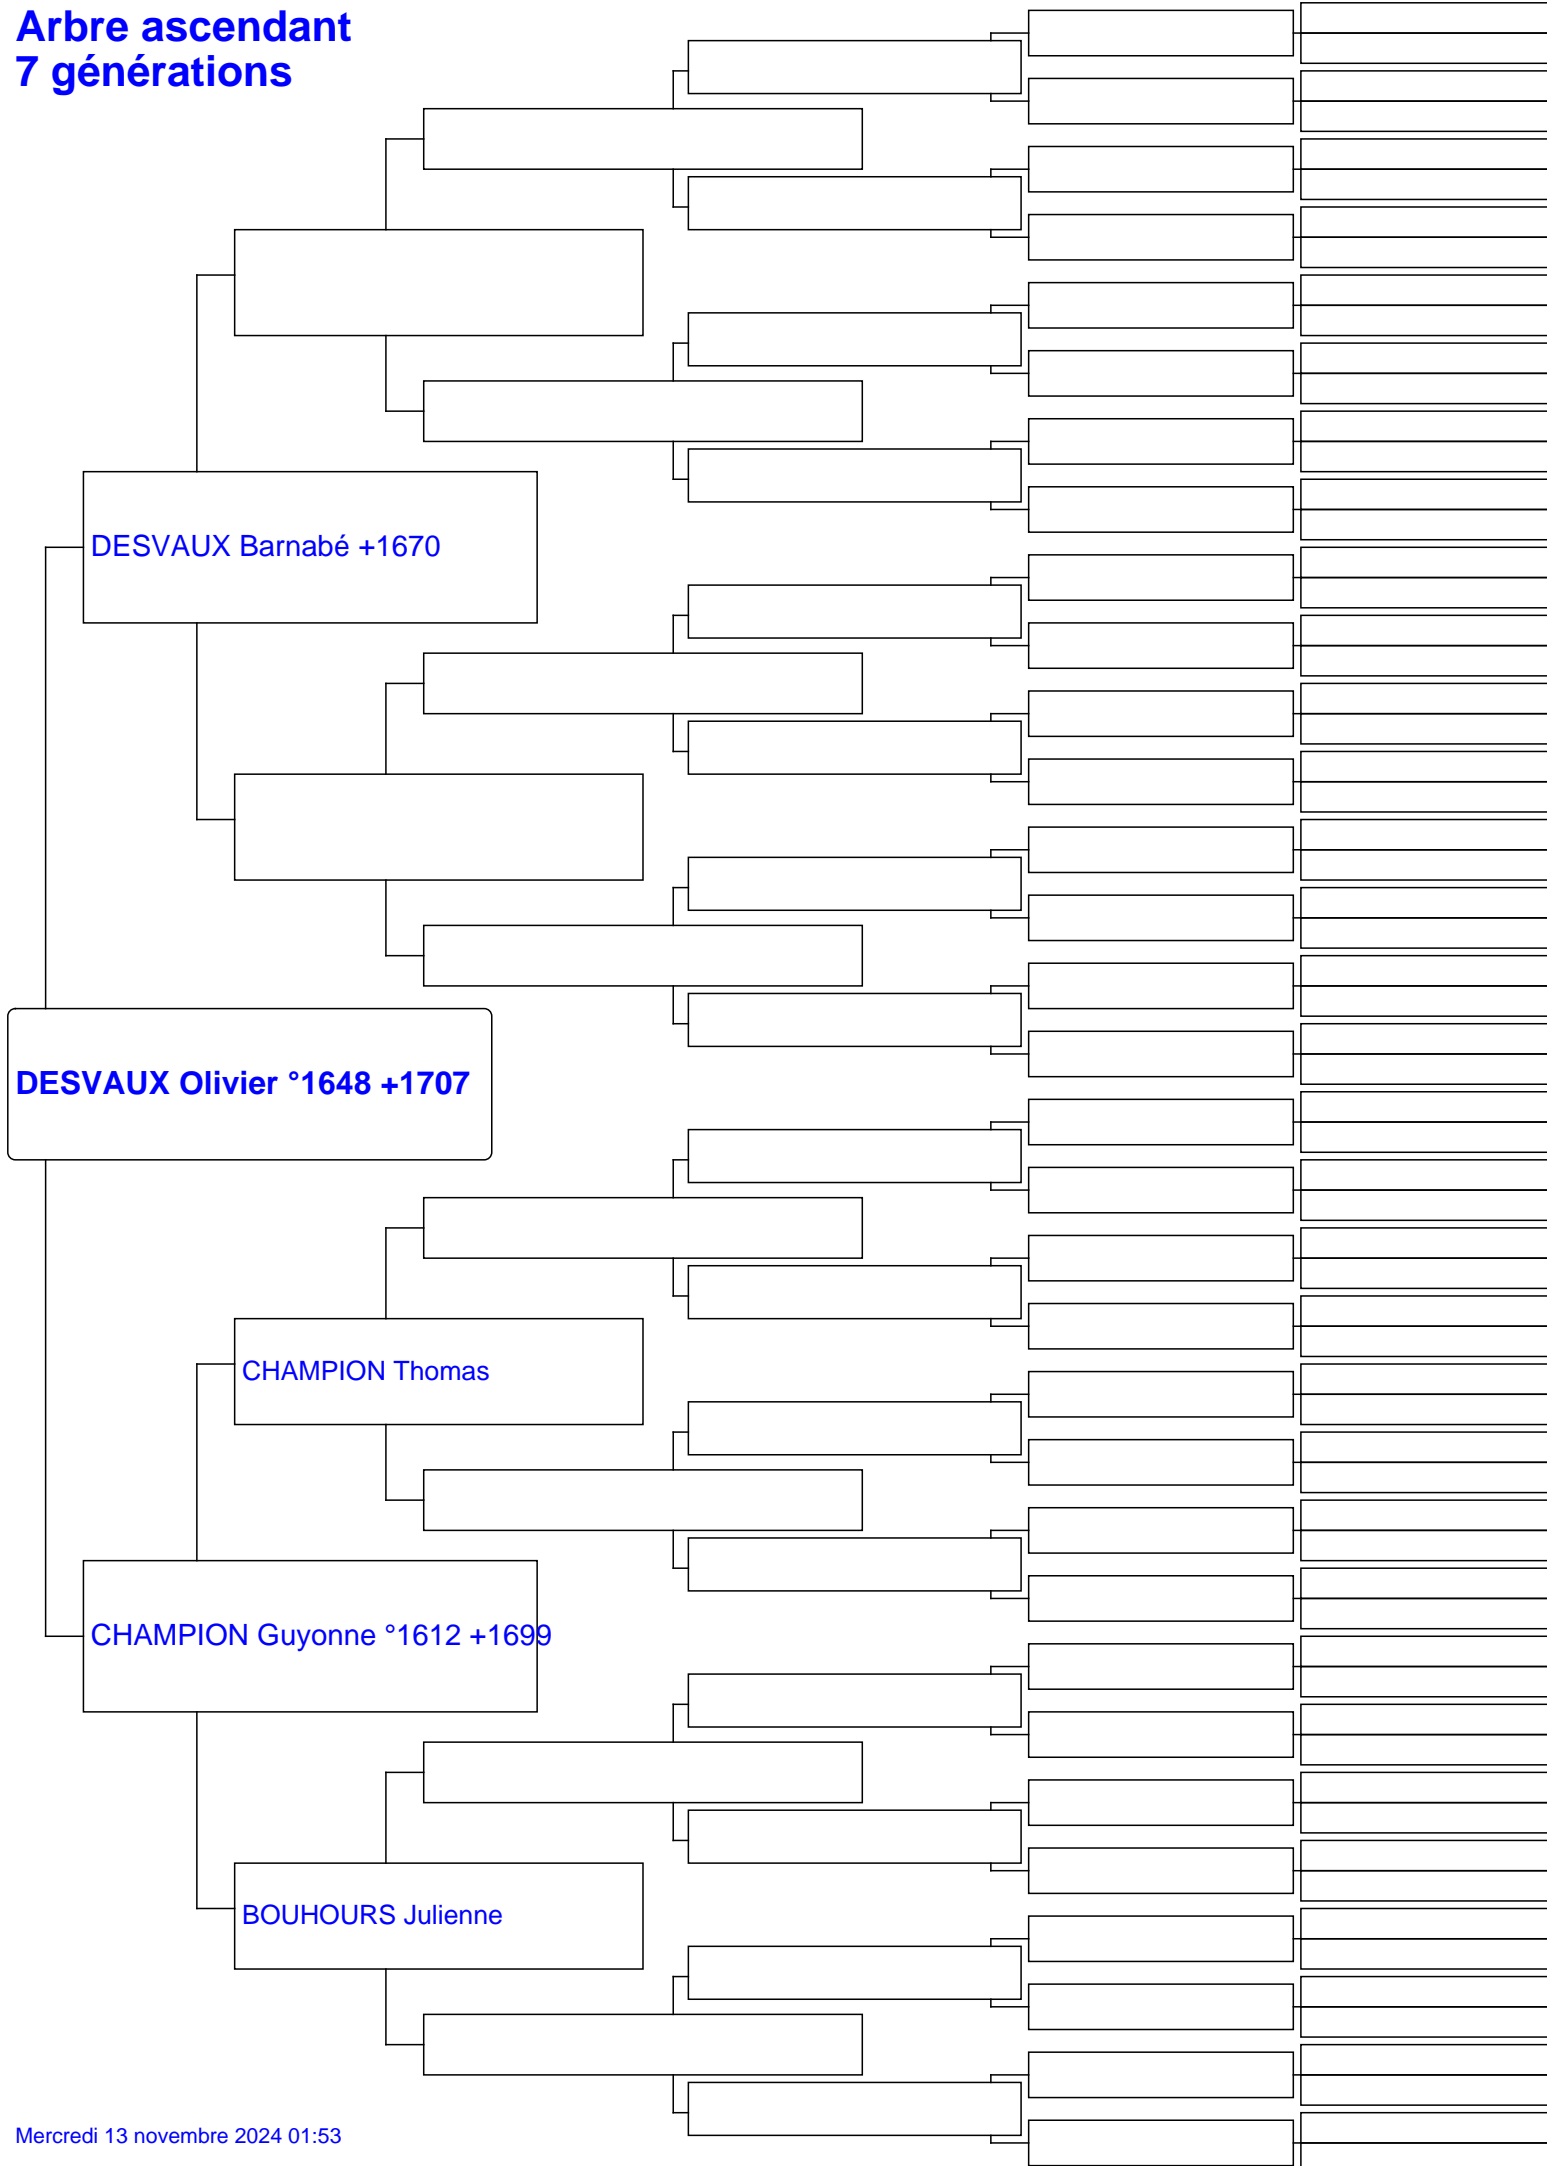 Arbre ascendant
7 générations
DESVAUX Barnabé +1670
DESVAUX Olivier °1648 +1707
CHAMPION Thomas
CHAMPION Guyonne °1612 +1699
BOUHOURS Julienne
Mercredi 13 novembre 2024 01:53